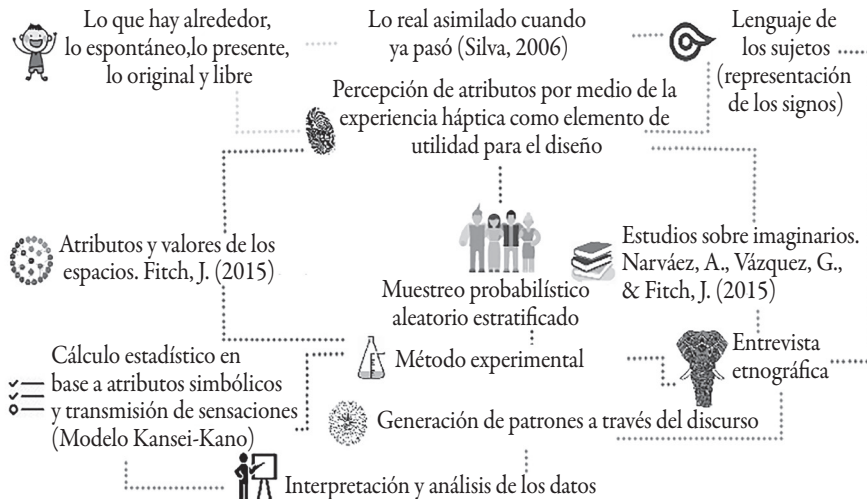 Lo que hay alrededor,
lo espontáneo,lo presente,
lo original y libre
Lo real asimilado cuando
ya pasó (Silva, 2006)
Lenguaje de
los sujetos
(representación
de los signos)
Percepción de atributos por medio de la
experiencia háptica como elemento de
utilidad para el diseño
Atributos y valores de los
espacios. Fitch, J. (2015)
Muestreo probabilístico
aleatorio estratificado
Estudios sobre imaginarios.
Narváez, A., Vázquez, G.,
& Fitch, J. (2015)
Método experimental
Entrevista
etnográfica
Cálculo estadístico en
base a atributos simbólicos
y transmisión de sensaciones
(Modelo Kansei-Kano)
Generación de patrones a través del discurso
Interpretación y análisis de los datos